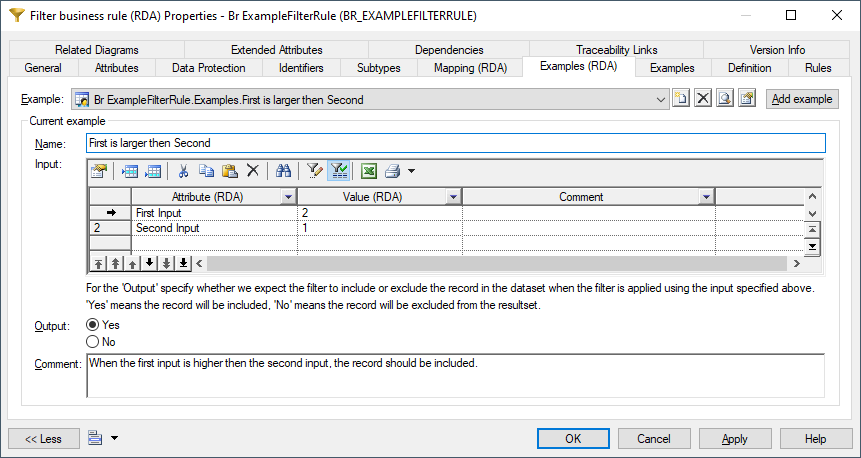 Filter business rule (RDA) Properties - Br ExampleFilterRule (BR_EXAMPLEFILTERRULE)
Related Diagrams Extended Attributes Dependencies Traceability Links Version Info
General Attributes Data Protection Identifiers Subtypes Mapping (RDA) Examples (RDA) Examples Definition Rules
Example: Br ExampleFilterRule.Examples.First is larger then Second Add example
Current example
Name: First is larger then Second
Input:
Attribute (RDA) Value (RDA) Comment
First Input 2
2 Second Input 1
For the 'Output' specify whether we expect the filter to include or exclude the record in the dataset when the filter is applied using the input specified above.
'Yes' means the record will be included, 'No' means the record will be excluded from the resultset.
Output: Yes
No
Comment: When the first input is higher then the second input, the record should be included.
<< Less OK Cancel Apply Help